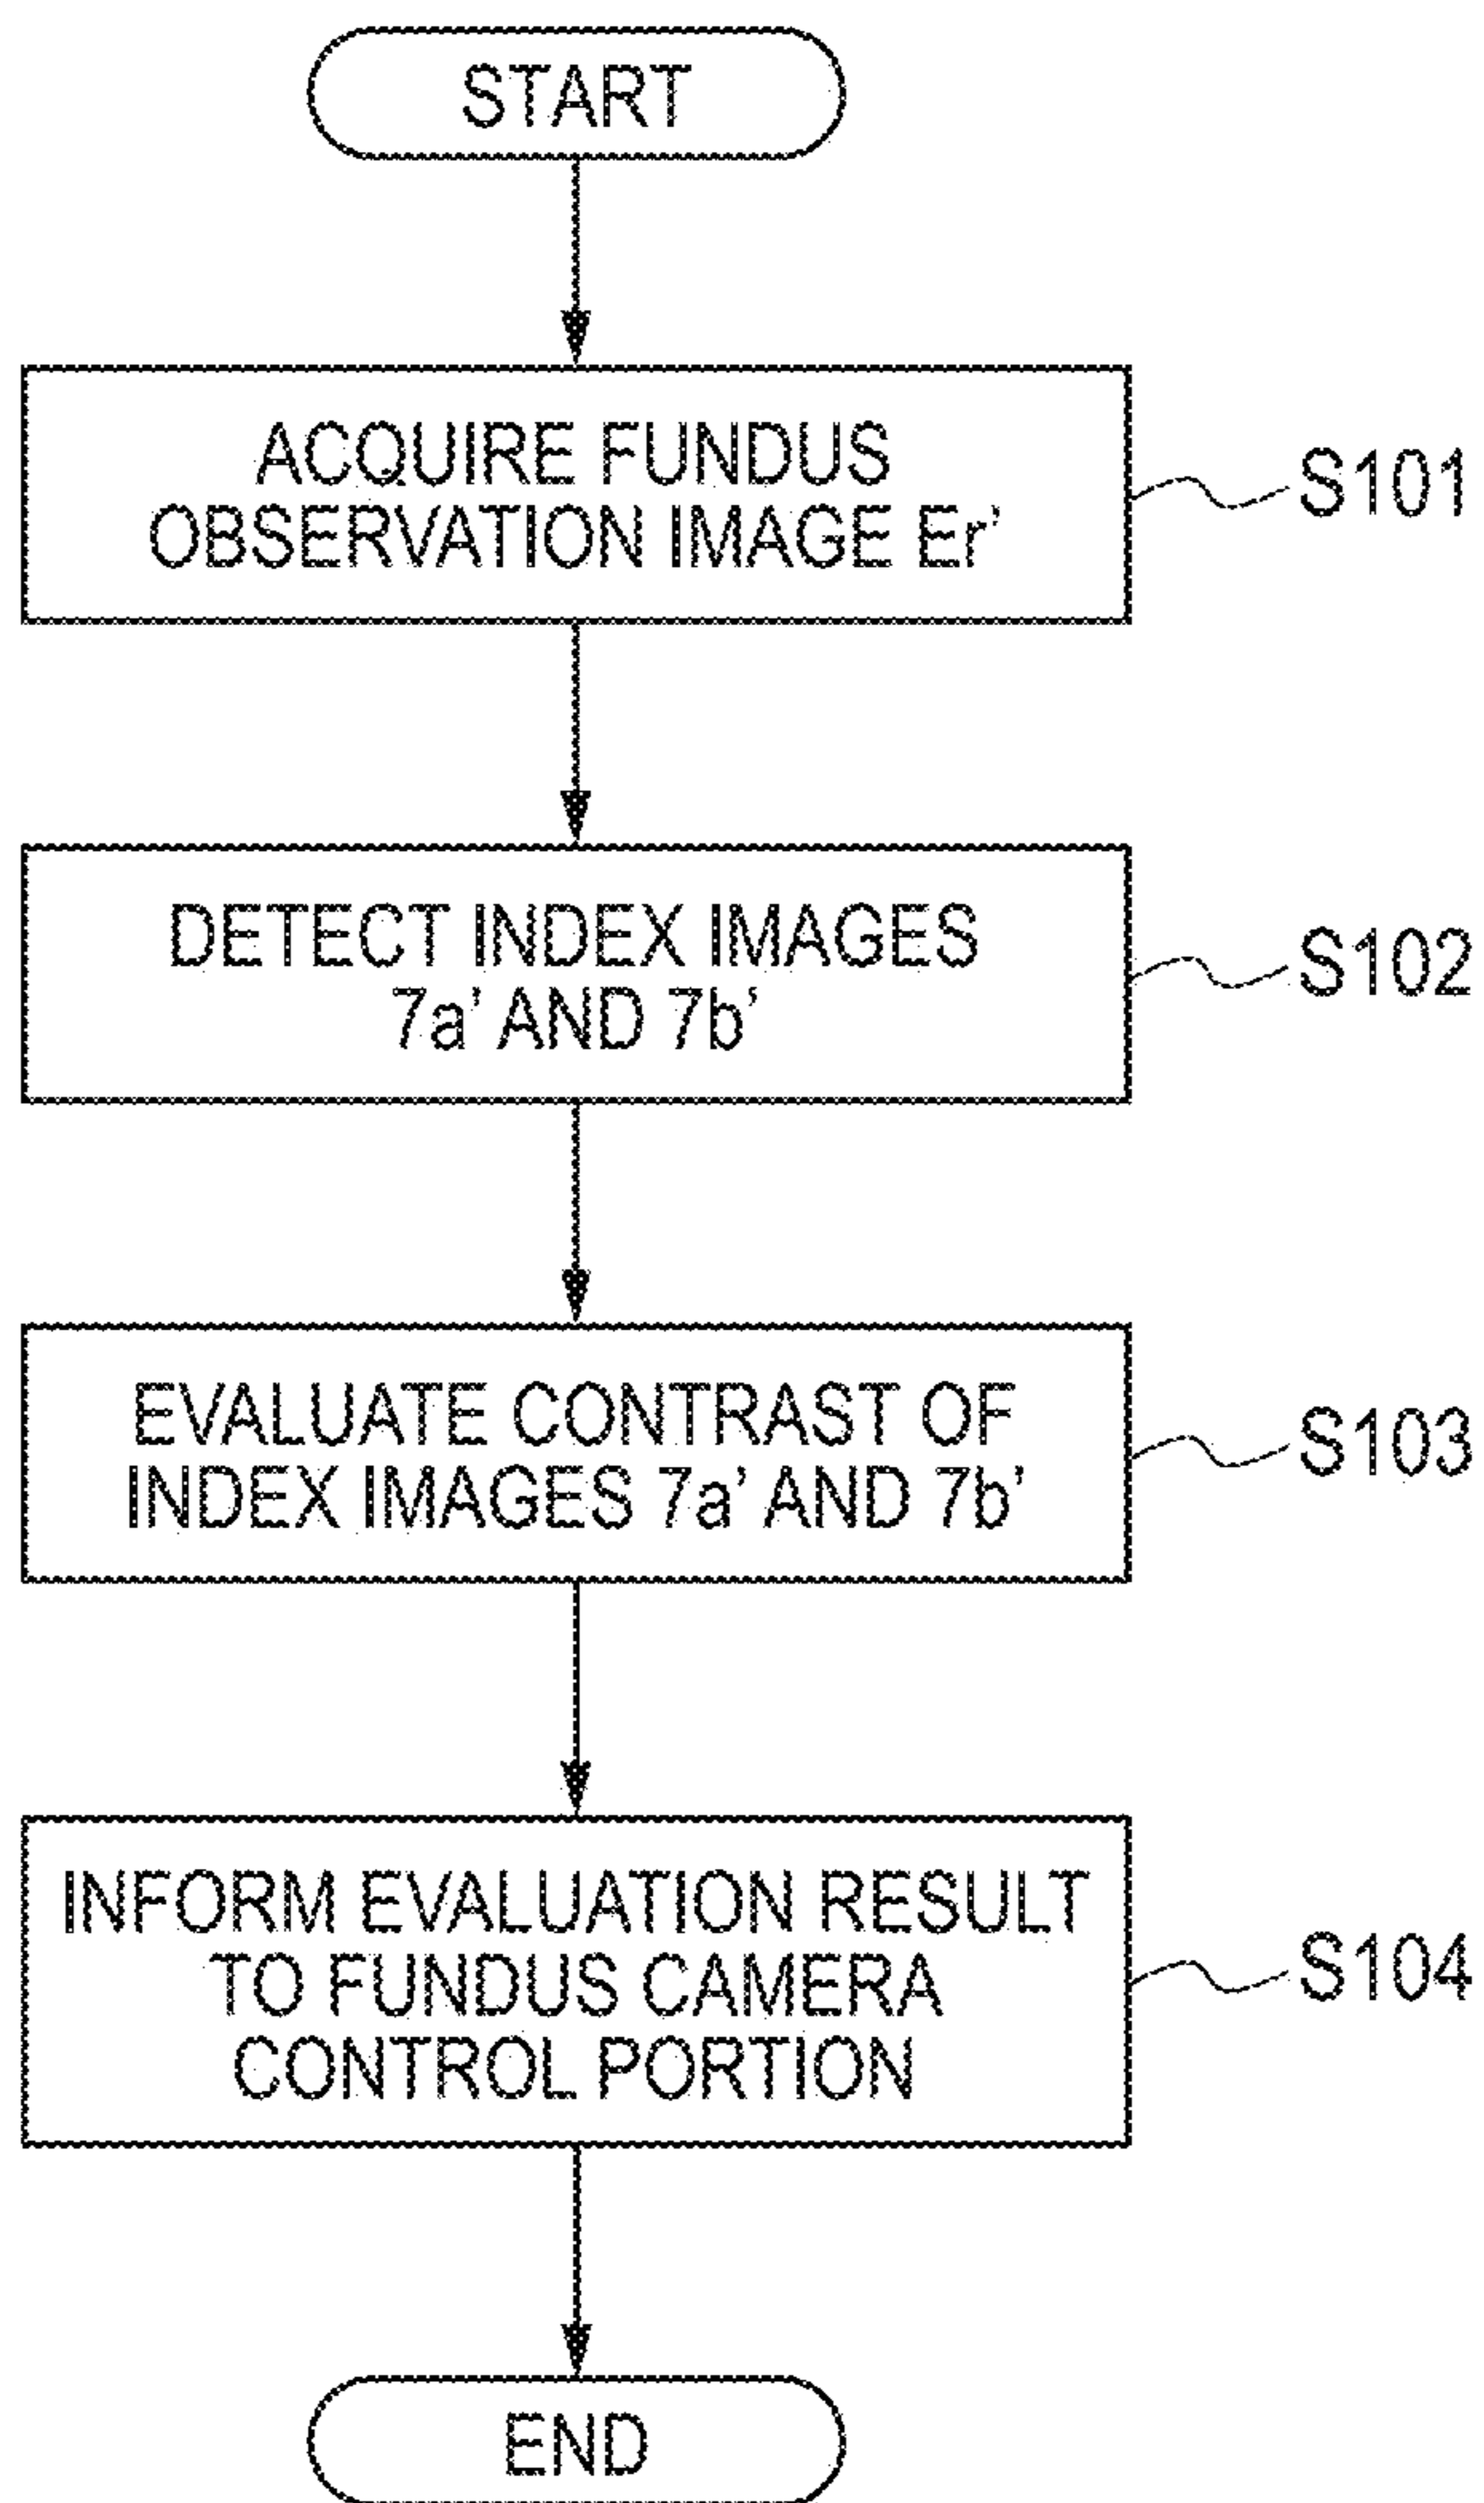 START
ACQUIRE FUNDUS
OBSERVATION IMAGE Er'
S101
DETECT INDEX IMAGES
7a' AND 7b'
S102
EVALUATE CONTRAST OF
INDEX IMAGES 7a' AND 7b'
S103
INFORM EVALUATION RESULT
TO FUNDUS CAMERA
CONTROL PORTION
S104
END